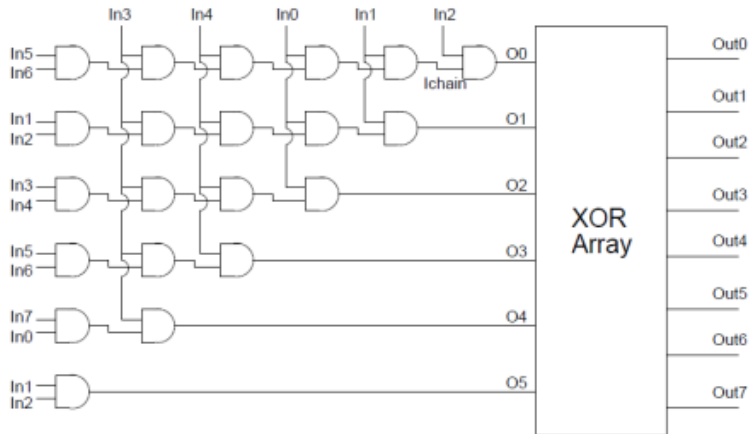 In3 In4 In0 In1 In2
In5
In6
Ichain
O0
Out0
In1
In2
O1
Out1
Out2
In3
In4
O2
XOR
Array
Out3
In5
In6
O3
Out4
In7
In0
O4
Out5
Out6
In1
In2
O5
Out7